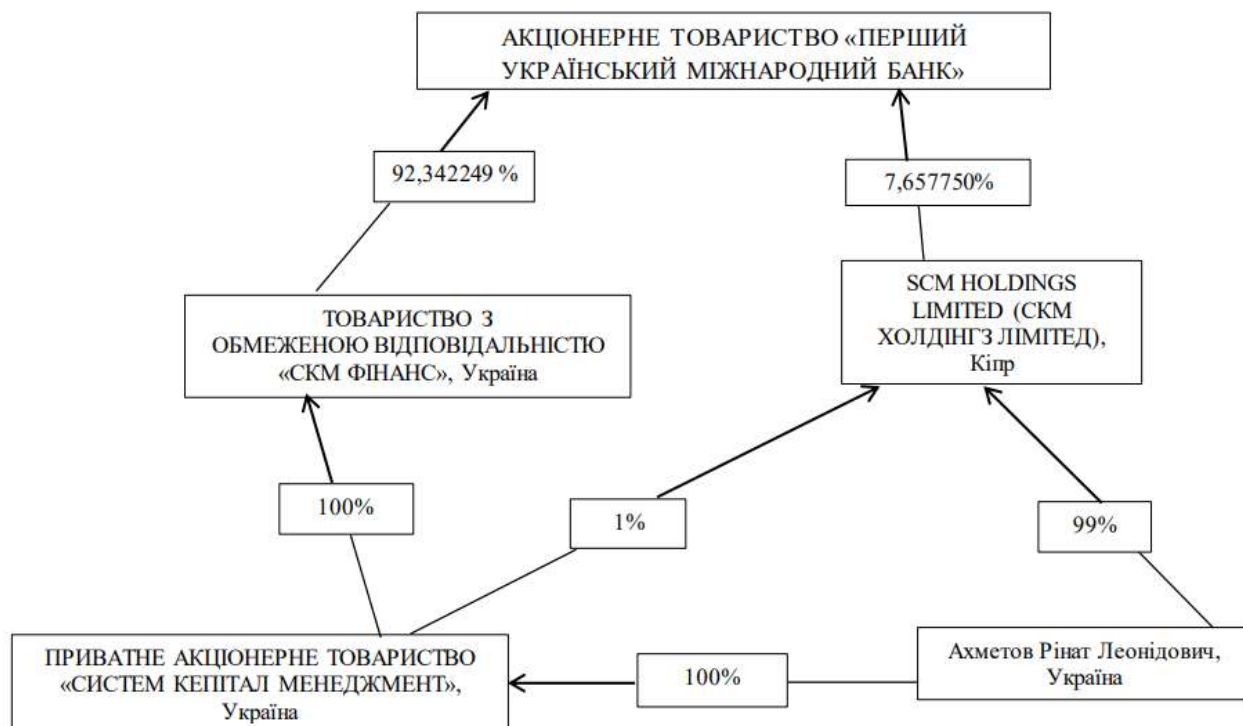 АКЦІОНЕРНЕ ТОВАРИСТВО «ПЕРШИЙ
УКРАЇНСЬКИЙ МІЖНАРОДНИЙ БАНК»
92,342249 %
7,657750%
ТОВАРИСТВО З
ОБМЕЖЕНОЮ ВІДПОВІДАЛЬНІСТЮ
«СКМ ФІНАНС», Україна
SCM HOLDINGS
LIMITED (СКМ
ХОЛДІНГЗ ЛІМІТЕД),
Кіпр
100%
1%
99%
ПРИВАТНЕ АКЦІОНЕРНЕ ТОВАРИСТВО
«СИСТЕМ КЕПІТАЛ МЕНЕДЖМЕНТ»,
Україна
100%
Ахметов Рінат Леонідович,
Україна